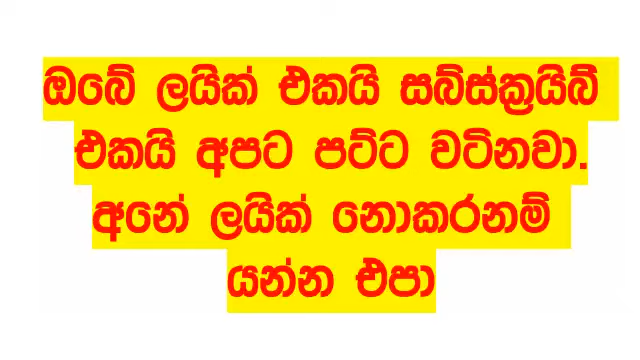 ඔබේ ලයික් එකයි සබ්ස්ක්‍රයිබ්
එකයි අපට පට්ට වටිනවා.
අනේ ලයික් නොකරනම්
යන්න එපා